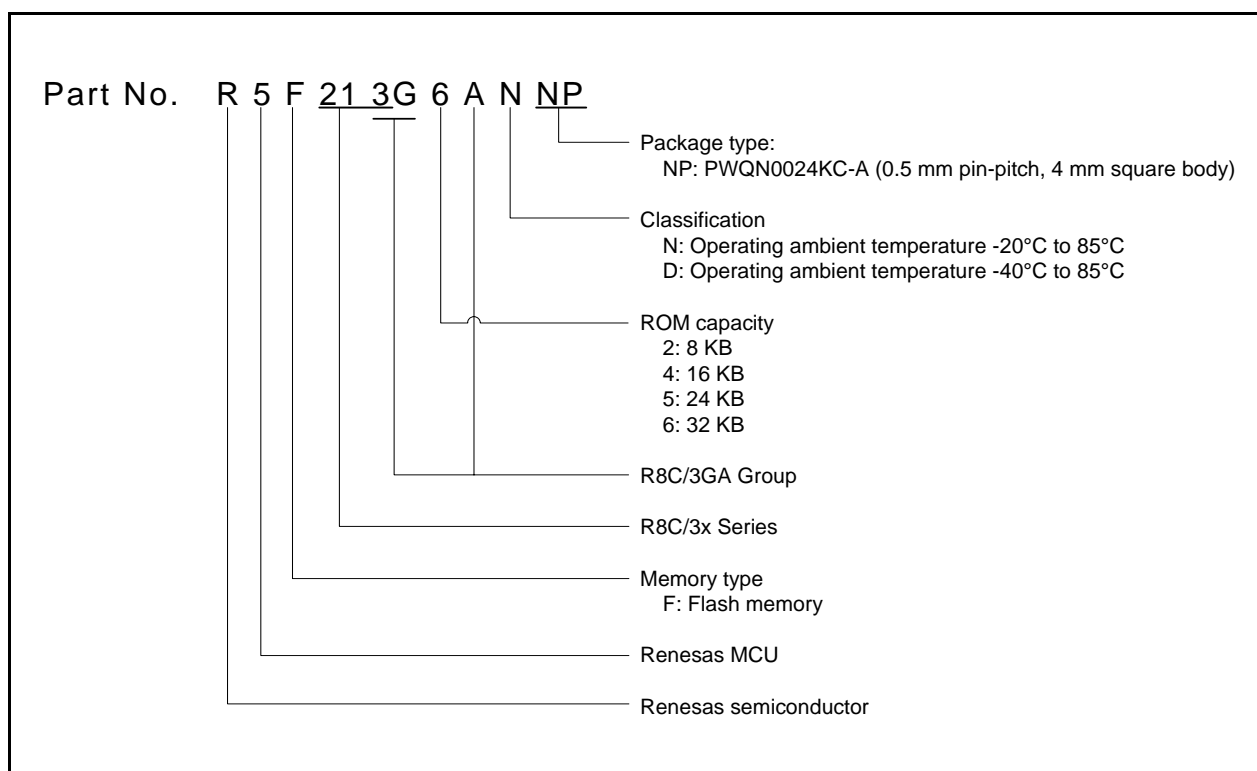 Part No. R 5 F 21 3G 6 A N NP
Package type:
NP: PWQN0024KC-A (0.5 mm pin-pitch, 4 mm square body)
Classification
N: Operating ambient temperature -20°C to 85°C
D: Operating ambient temperature -40°C to 85°C
ROM capacity
2: 8 KB
4: 16 KB
5: 24 KB
6: 32 KB
R8C/3GA Group
R8C/3x Series
Memory type
F: Flash memory
Renesas MCU
Renesas semiconductor